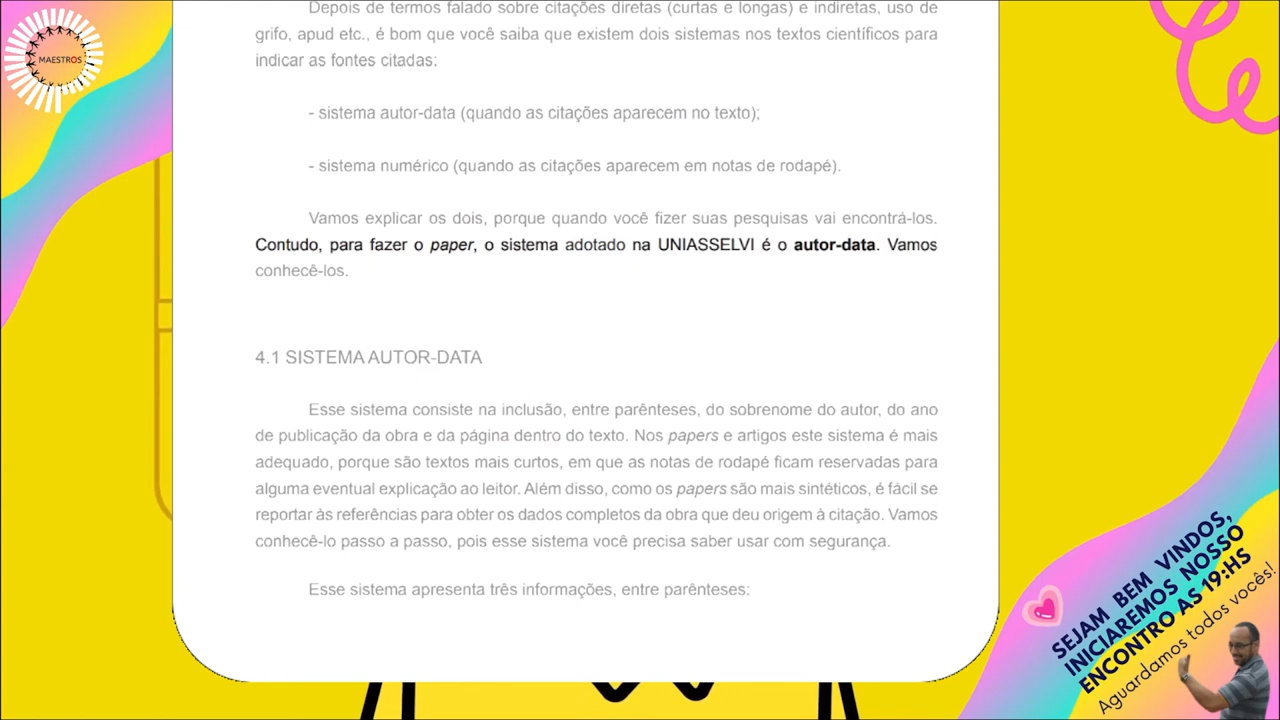 MAESTROS
Depois de termos falado sobre citações diretas (curtas e longas) e indiretas, uso de
grifo, apud etc., é bom que você saiba que existem dois sistemas nos textos científicos para
indicar as fontes citadas:
- sistema autor-data (quando as citações aparecem no texto);
- sistema numérico (quando as citações aparecem em notas de rodapé).
Vamos explicar os dois, porque quando você fizer suas pesquisas vai encontrá-los.
Contudo, para fazer o paper, o sistema adotado na UNIASSELVI é o autor-data. Vamos
conhecê-los.
4.1 SISTEMA AUTOR-DATA
Esse sistema consiste na inclusão, entre parênteses, do sobrenome do autor, do ano
de publicação da obra e da página dentro do texto. Nos papers e artigos este sistema é mais
adequado, porque são textos mais curtos, em que as notas de rodapé ficam reservadas para
alguma eventual explicação ao leitor. Além disso, como os papers são mais sintéticos, é fácil se
reportar às referências para obter os dados completos da obra que deu origem à citação. Vamos
conhecê-lo passo a passo, pois esse sistema você precisa saber usar com segurança.
Esse sistema apresenta três informações, entre parênteses:
SEJAM BEM VINDOS,
INICIAREMOS NOSSO
ENCONTRO AS 19:HS
Aguardamos todos vocês!